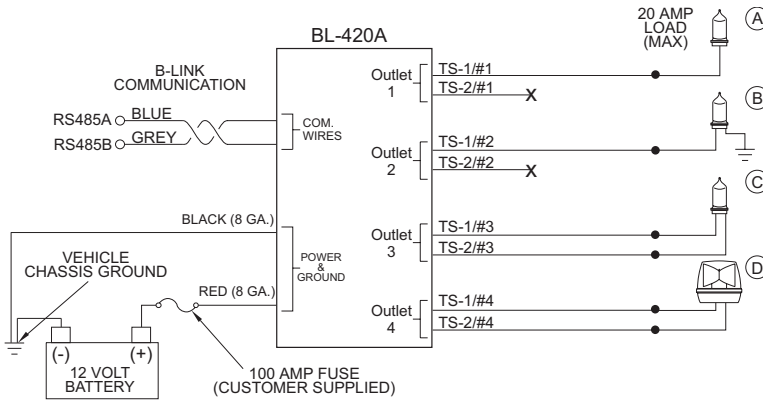 BL-420A
20 AMP
LOAD
(MAX)
A
B-LINK
COMMUNICATION
RS485A BLUE
RS485B GREY
COM.
WIRES
Outlet
1
TS-1/#1
TS-2/#1
X
B
Outlet
2
TS-1/#2
TS-2/#2
X
C
BLACK (8 GA.)
Outlet
3
TS-1/#3
TS-2/#3
VEHICLE
CHASSIS GROUND
POWER
&
GROUND
D
RED (8 GA.)
Outlet
4
TS-1/#4
TS-2/#4
(-) (+)
12 VOLT
BATTERY
100 AMP FUSE
(CUSTOMER SUPPLIED)